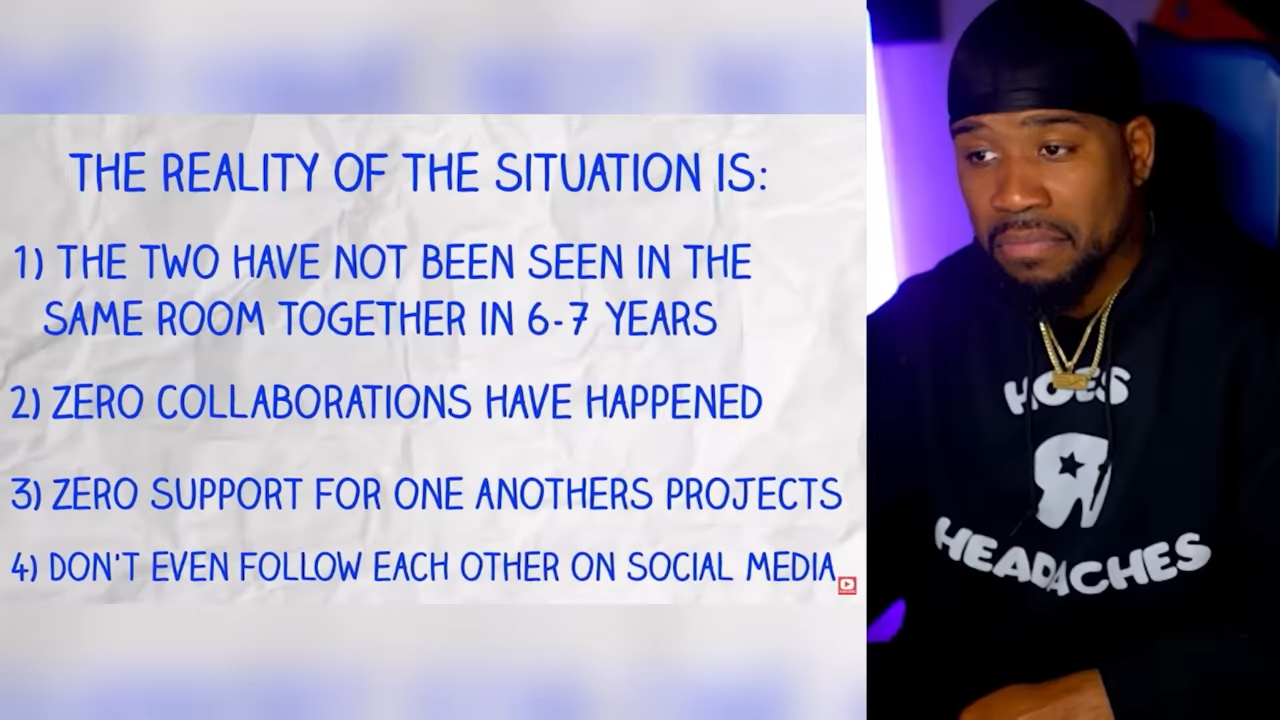 THE REALITY OF THE SITUATION IS:
1) THE TWO HAVE NOT BEEN SEEN IN THE
SAME ROOM TOGETHER IN 6-7 YEARS
2) ZERO COLLABORATIONS HAVE HAPPENED
3) ZERO SUPPORT FOR ONE ANOTHERS PROJECTS
4) DON'T EVEN FOLLOW EACH OTHER ON SOCIAL MEDIA
HOES
R
HEADACHES